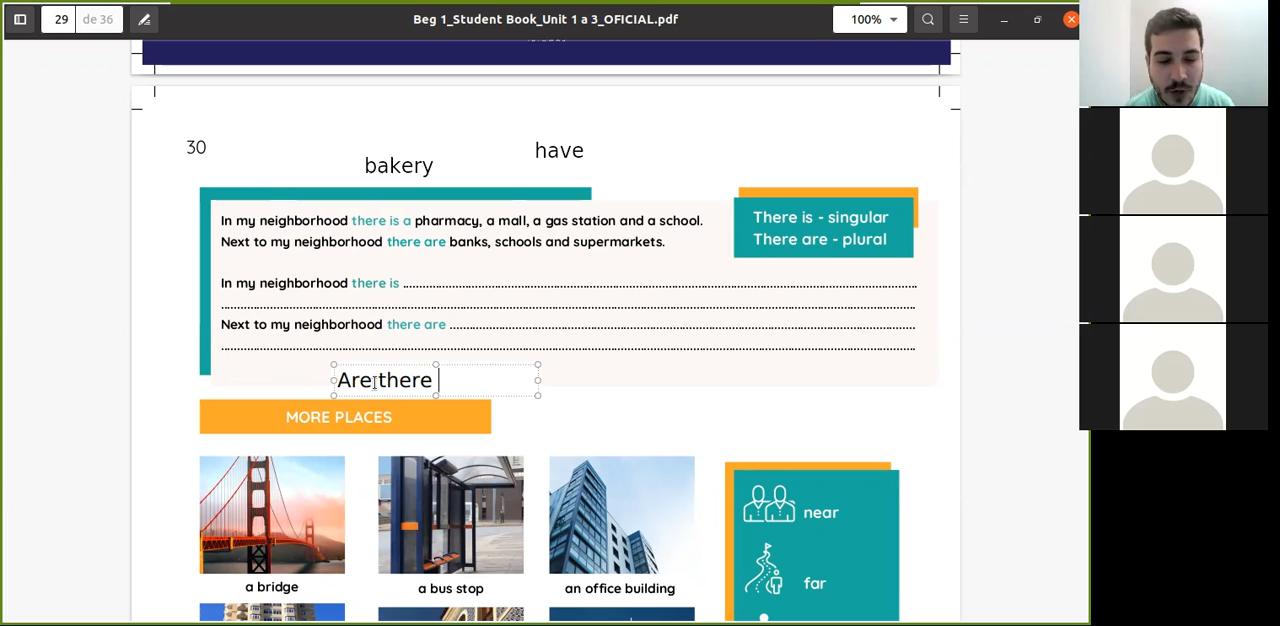 29
de 36
Beg 1_Student Book_Unit 1 a 3_OFICIAL.pdf
100%
30
bakery
have
In my neighborhood there is a pharmacy, a mall, a gas station and a school.
Next to my neighborhood there are banks, schools and supermarkets.
There is - singular
There are - plural
In my neighborhood there is
Next to my neighborhood there are
Are there
MORE PLACES
a bridge
a bus stop
an office building
near
far